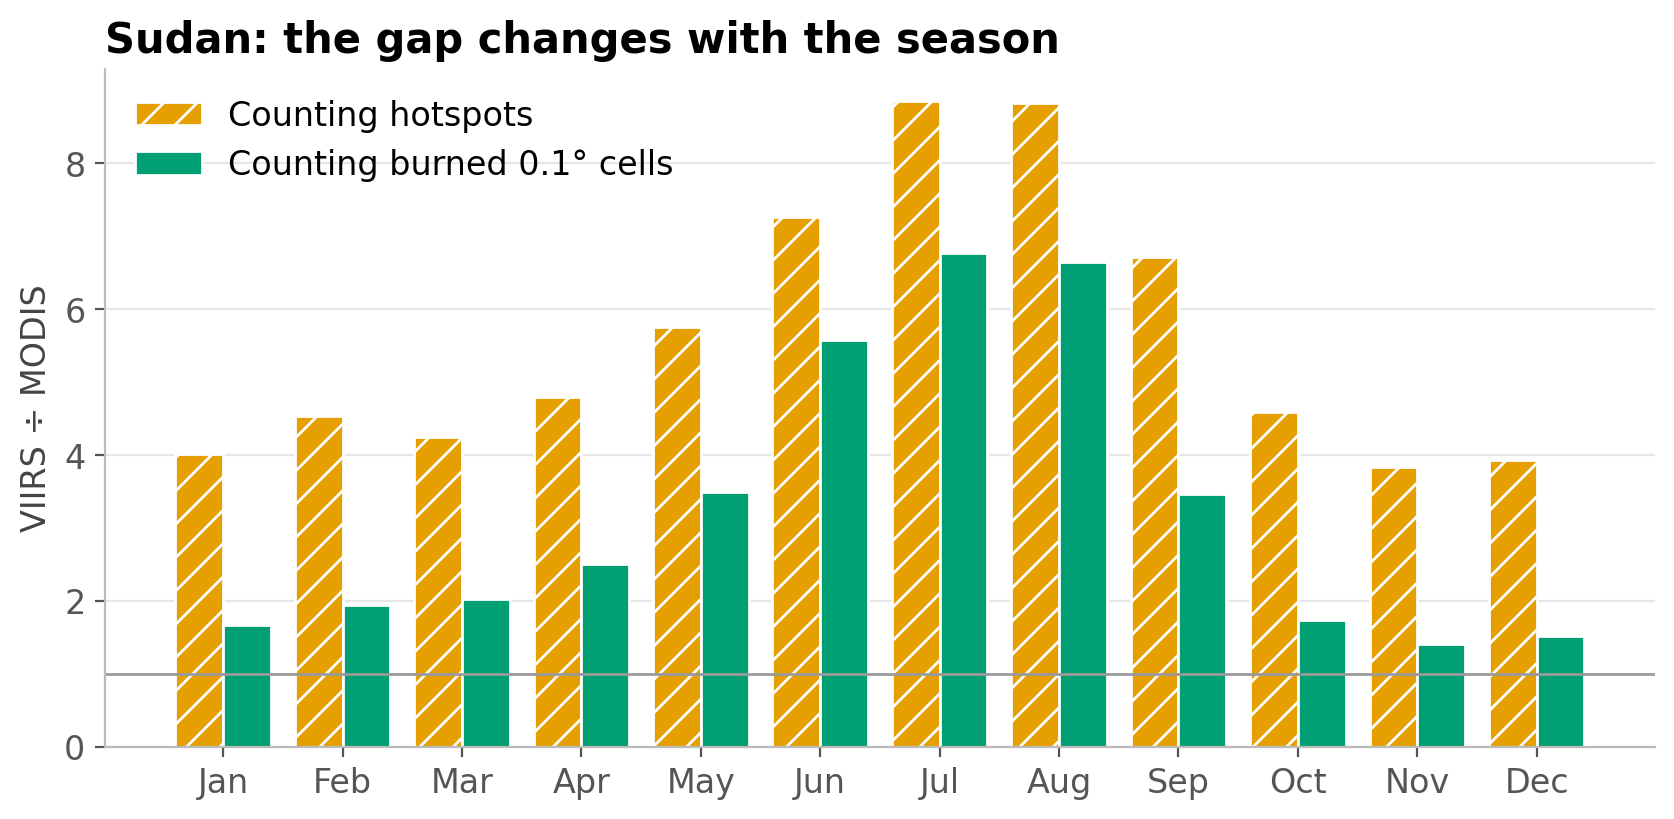 Sudan: the gap changes with the season
Counting hotspots
Counting burned 0.1° cells
VIIRS ÷ MODIS
8
6
4
2
0
Jan Feb Mar Apr May Jun Jul Aug Sep Oct Nov Dec